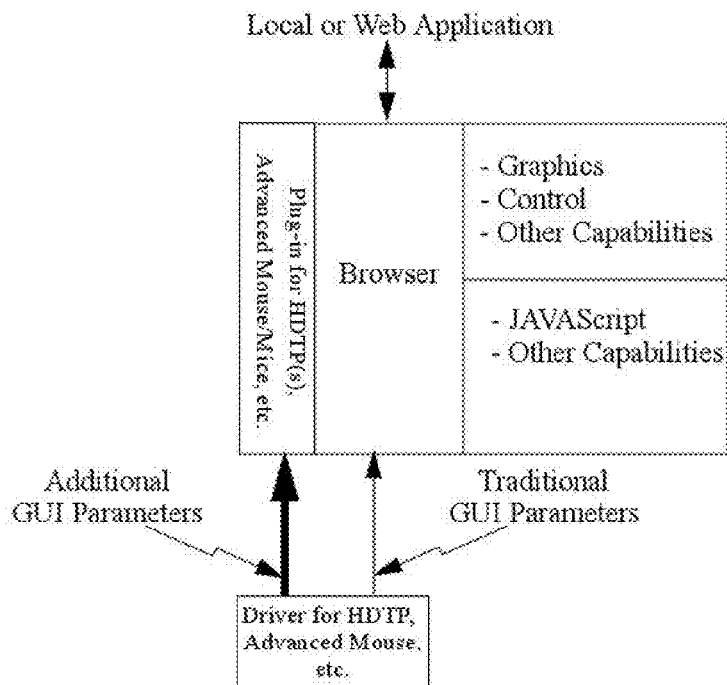 Local or Web Application
Plug-in for HDTP(s),
Advanced Mouse/Mice, etc.
Browser
- Graphics
- Control
- Other Capabilities
- JAVAScript
- Other Capabilities
Additional
GUI Parameters
Traditional
GUI Parameters
Driver for HDTP,
Advanced Mouse,
etc.